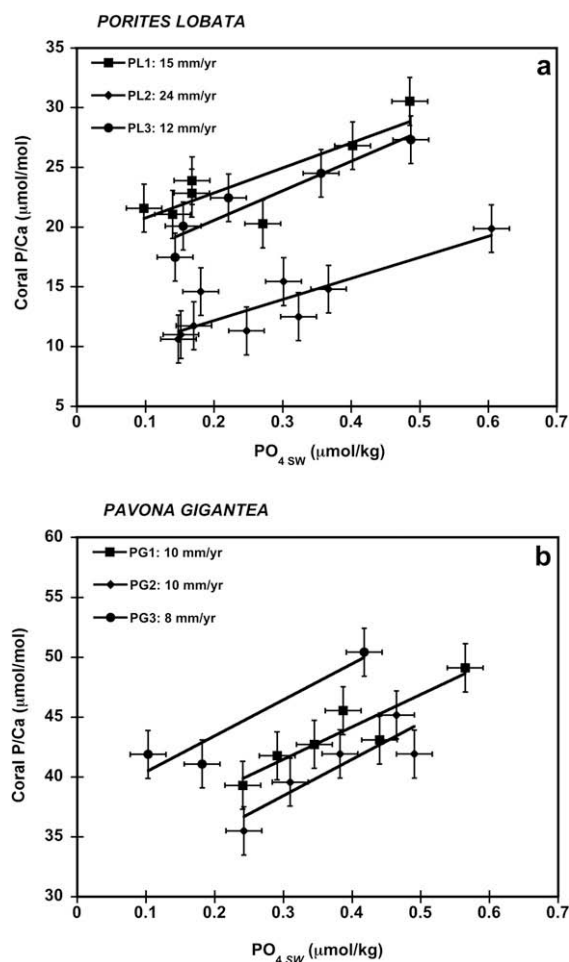 PORITES LOBATA
a
PL1: 15 mm/yr
PL2: 24 mm/yr
PL3: 12 mm/yr
35
30
25
20
15
10
5
Coral P/Ca (μmol/mol)
0 0.1 0.2 0.3 0.4 0.5 0.6 0.7
PO4 SW (μmol/kg)
PAVONA GIGANTEA
b
PG1: 10 mm/yr
PG2: 10 mm/yr
PG3: 8 mm/yr
60
55
50
45
40
35
30
Coral P/Ca (μmol/mol)
0 0.1 0.2 0.3 0.4 0.5 0.6 0.7
PO4 SW (μmol/kg)